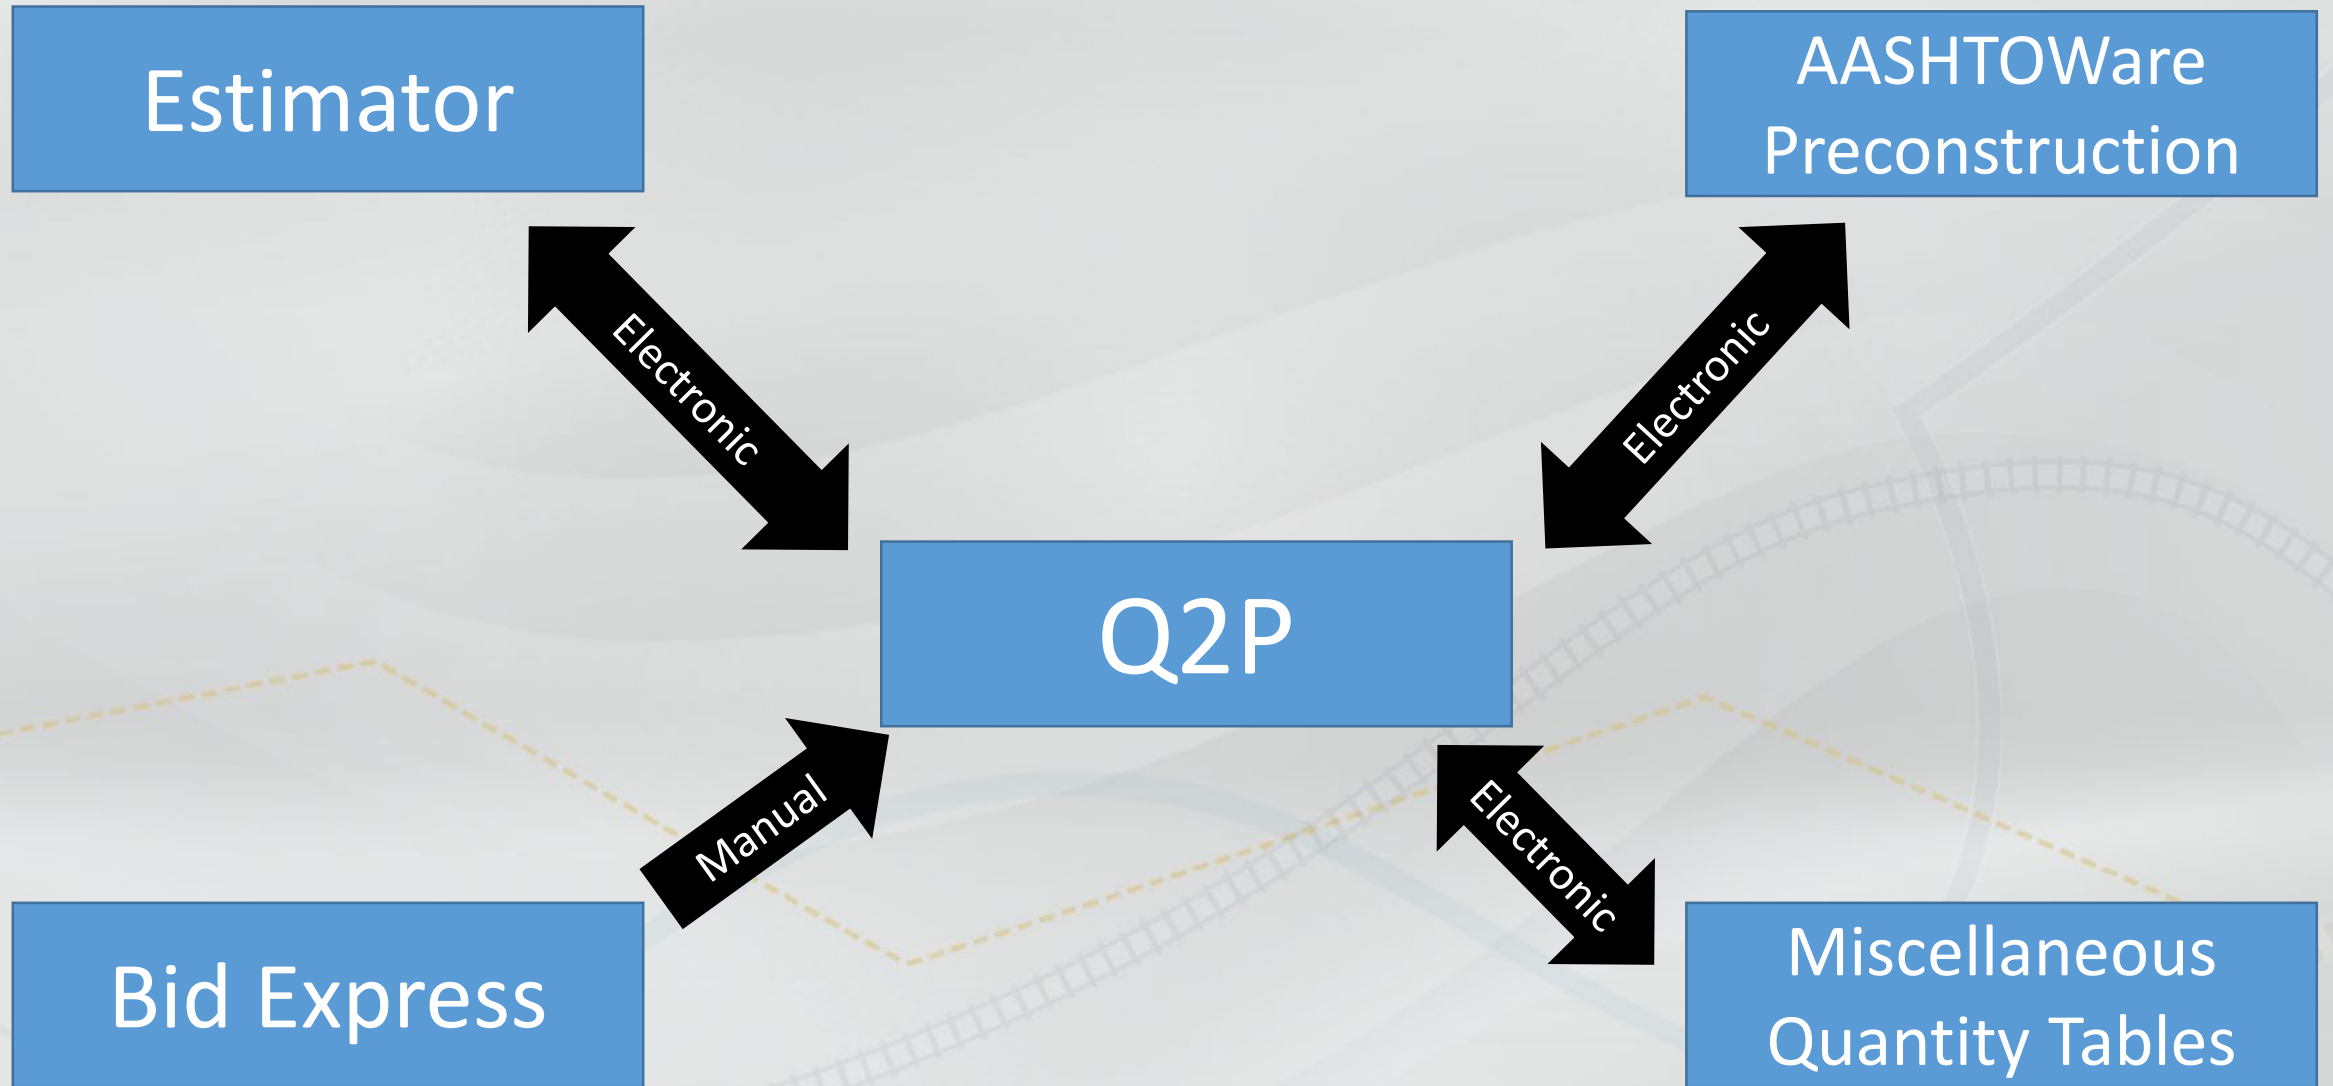 Estimator
AASHTOWare
Preconstruction
Electronic
Electronic
Q2P
Manual
Electronic
Bid Express
Miscellaneous
Quantity Tables